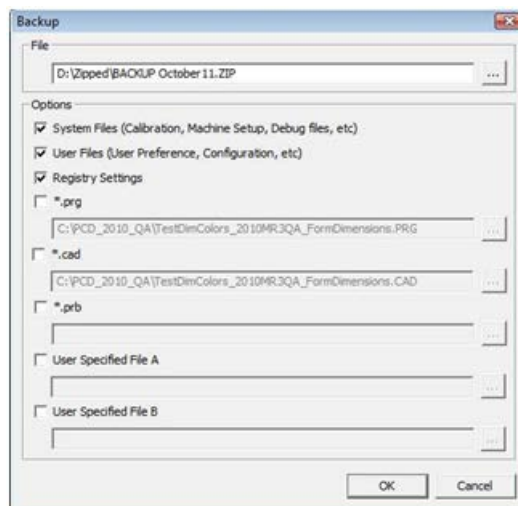 Backup
File
D:\Zipped\BACKUP October11.ZIP
...
Options
System Files (Calibration, Machine Setup, Debug files, etc)
User Files (User Preference, Configuration, etc)
Registry Settings
*.prg
C:\PCD_2010_QA\TestDimColors_2010MR3QA_FormDimensions.PRG
...
*.cad
C:\PCD_2010_QA\TestDimColors_2010MR3QA_FormDimensions.CAD
...
*.prb
...
User Specified File A
...
User Specified File B
...
OK Cancel